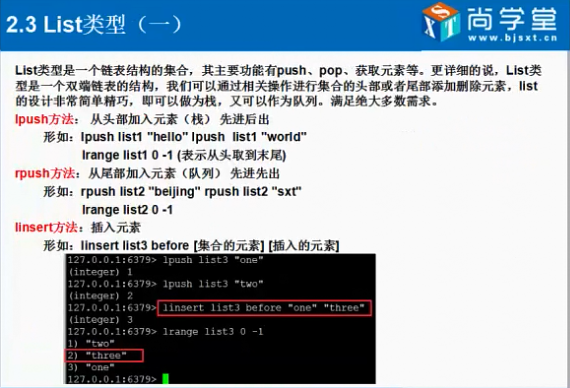 2.3 List类型（一）
SXT 尚学堂
www.bjsxt.cn
List类型是一个链表结构的集合，其主要功能有push、pop、获取元素等。更详细的说，List类
型是一个双端链表的结构，我们可以通过相关操作进行集合的头部或者尾部添加删除元素，list
的设计非常简单精巧，即可以做为栈，又可以作为队列。满足绝大多数需求。
lpush方法： 从头部加入元素（栈） 先进后出
形如：lpush list1 "hello" lpush list1 "world"
lrange list1 0 -1 (表示从头取到末尾)
rpush方法：从尾部加入元素（队列） 先进先出
形如：rpush list2 "beijing" rpush list2 "sxt"
lrange list2 0 -1
linsert方法：插入元素
形如：linsert list3 before [集合的元素] [插入的元素]
127.0.0.1:6379> lpush list3 "one"
(integer) 1
127.0.0.1:6379> lpush list3 "two"
(integer) 2
127.0.0.1:6379> linsert list3 before "one" "three"
(integer) 3
127.0.0.1:6379> lrange list3 0 -1
1) "two"
2) "three"
3) "one"
127.0.0.1:6379>